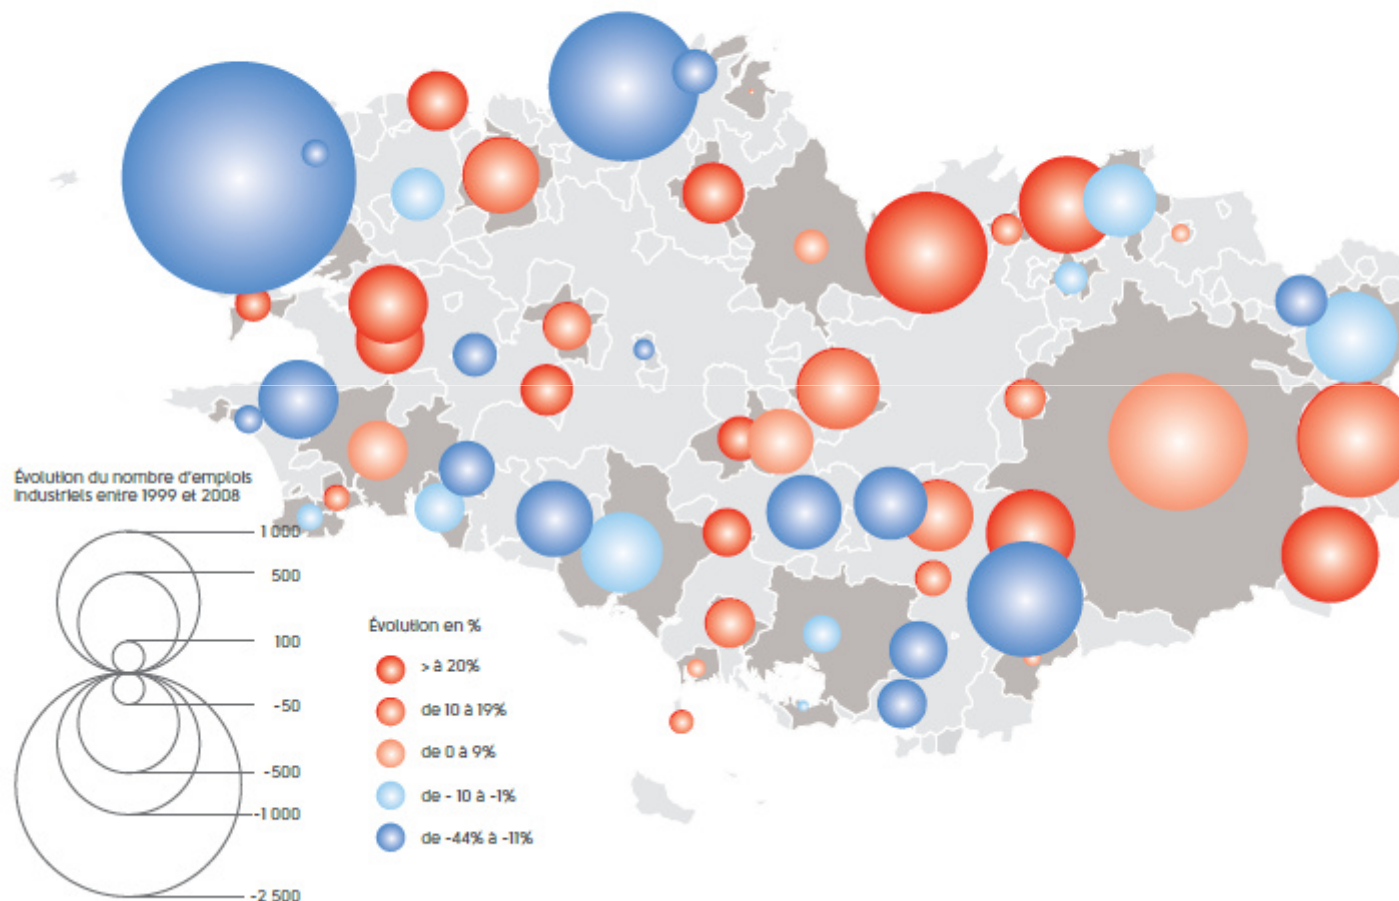 Évolution du nombre d'emplois
industriels entre 1999 et 2008
1 000
500
100
-50
-500
-1 000
-2 500
Évolution en %
> à 20%
de 10 à 19%
de 0 à 9%
de - 10 à -1%
de -44% à -11%